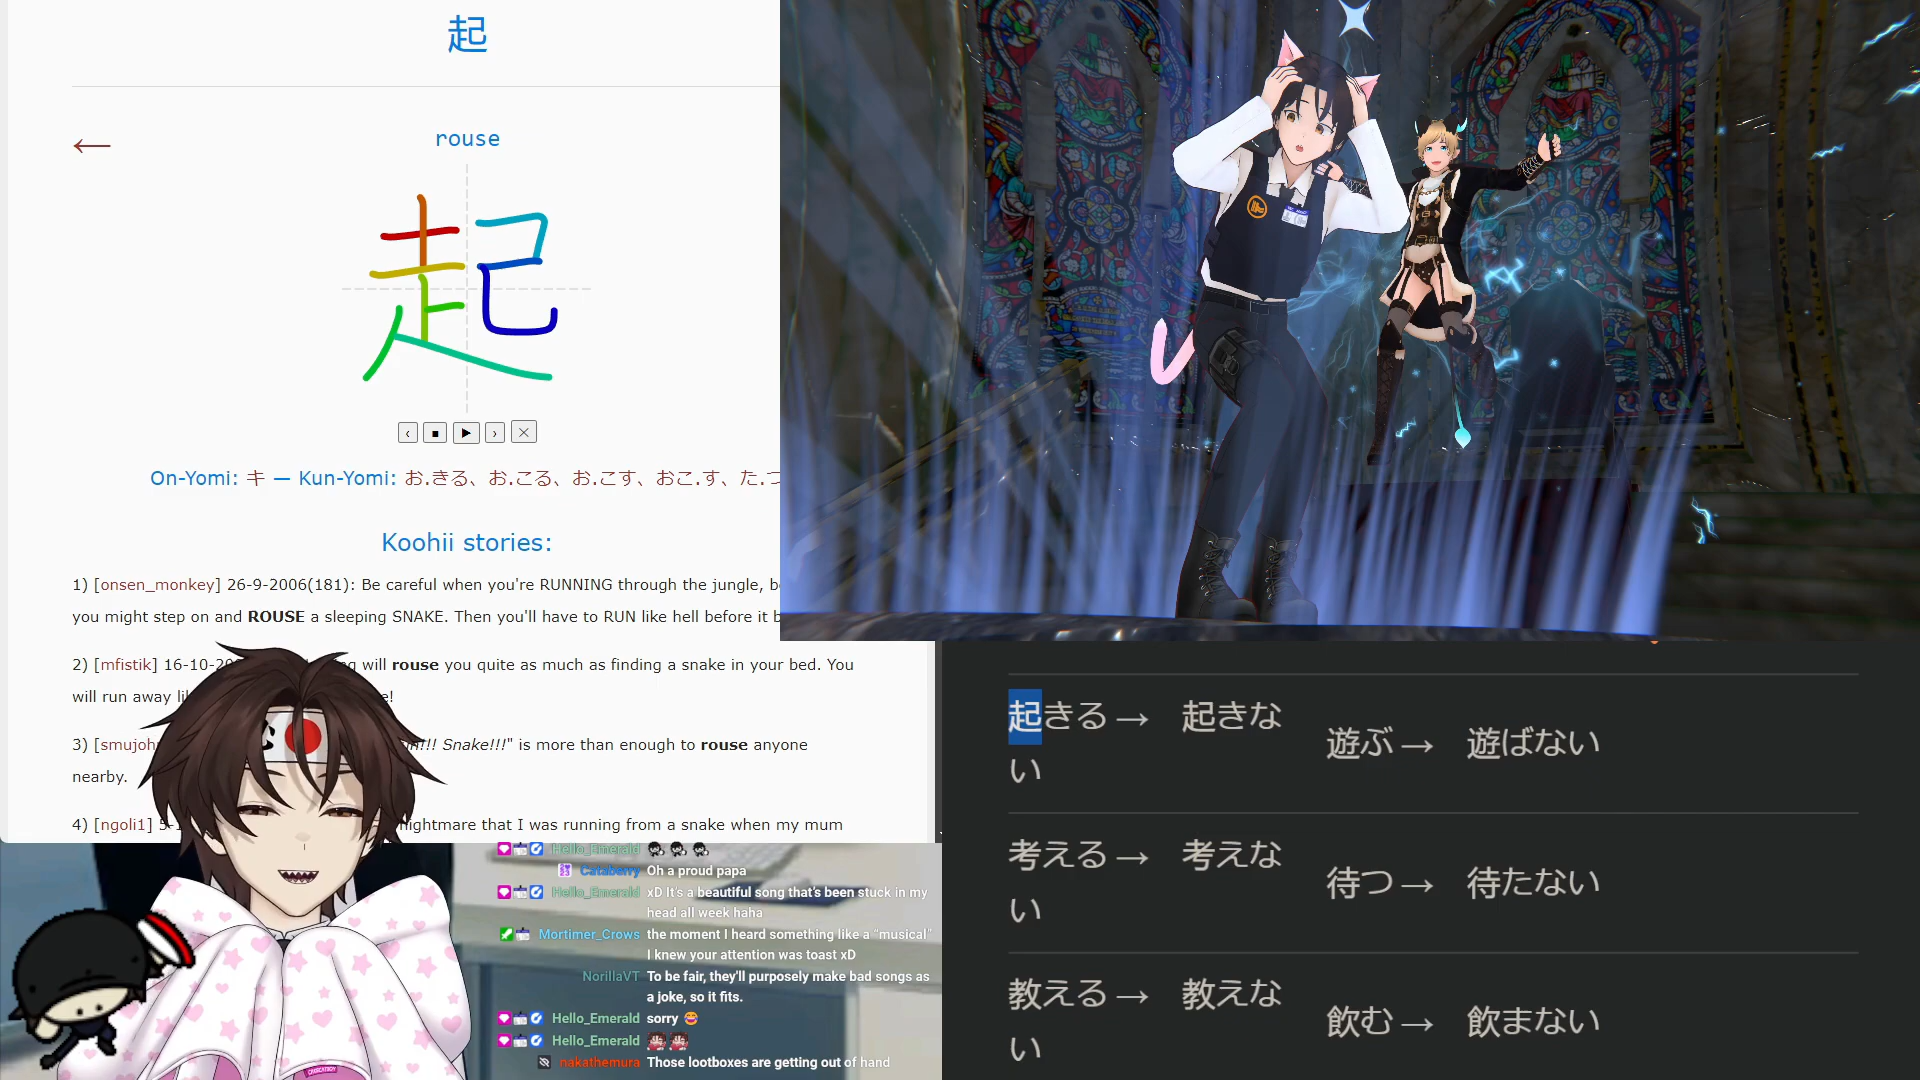 起
←
rouse
On-Yomi: キ — Kun-Yomi: お.きる、お.こる、お.こす、おこ.す、た.つ
Koohii stories:
1) [onsen_monkey] 26-9-2006(181): Be careful when you're RUNNING through the jungle, b
you might step on and ROUSE a sleeping SNAKE. Then you'll have to RUN like hell before it b
2) [mfistik] 16-10-20 will rouse you quite as much as finding a snake in your bed. You
will run away
3) [smujoh !!! Snake!!!" is more than enough to rouse anyone
nearby.
4) [ngoli1] 5-1 nightmare that I was running from a snake when my mum
起きる→ 起きな
い
遊ぶ→ 遊ばない
考える→ 考えな
い
待つ→ 待たない
教える→ 教えな
い
飲む→ 飲まない
Hello_Emerald
Cataberry Oh a proud papa
Hello_Emerald xD It's a beautiful song that's been stuck in my
head all week haha
Mortimer_Crows the moment I heard something like a "musical"
I knew your attention was toast xD
NorillaVT To be fair, they'll purposely make bad songs as
a joke, so it fits.
Hello_Emerald sorry 😅
Hello_Emerald
nakathemura Those lootboxes are getting out of hand